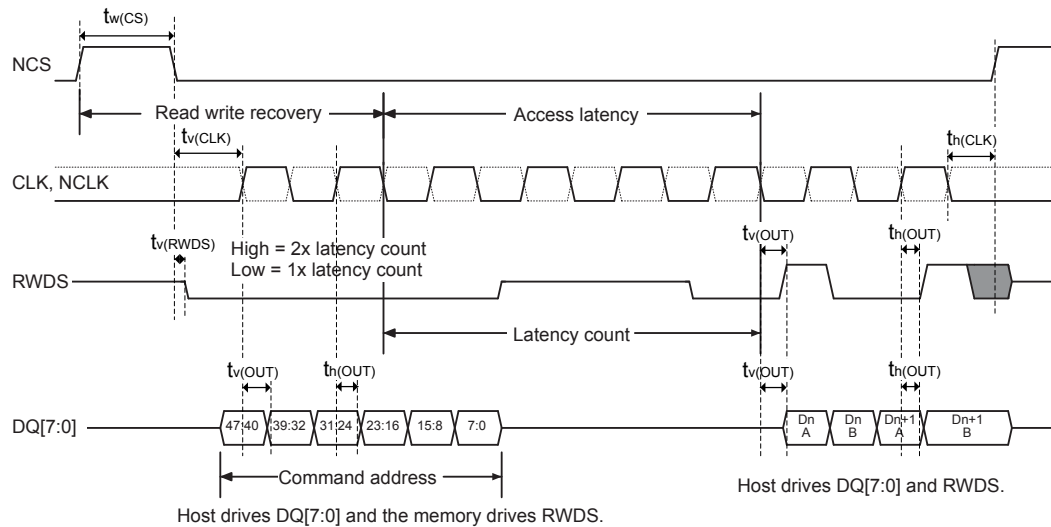 tw(CS)
NCS
Read write recovery
Access latency
tv(CLK)
th(CLK)
CLK, NCLK
tv(RWDS)
High = 2x latency count
Low = 1x latency count
tv(OUT)
th(OUT)
RWDS
Latency count
tv(OUT)
th(OUT)
tv(OUT)
th(OUT)
DQ[7:0]
47:40
39:32
31:24
23:16
15:8
7:0
Dn
A
Dn
B
Dn+1
A
Dn+1
B
Command address
Host drives DQ[7:0] and RWDS.
Host drives DQ[7:0] and the memory drives RWDS.